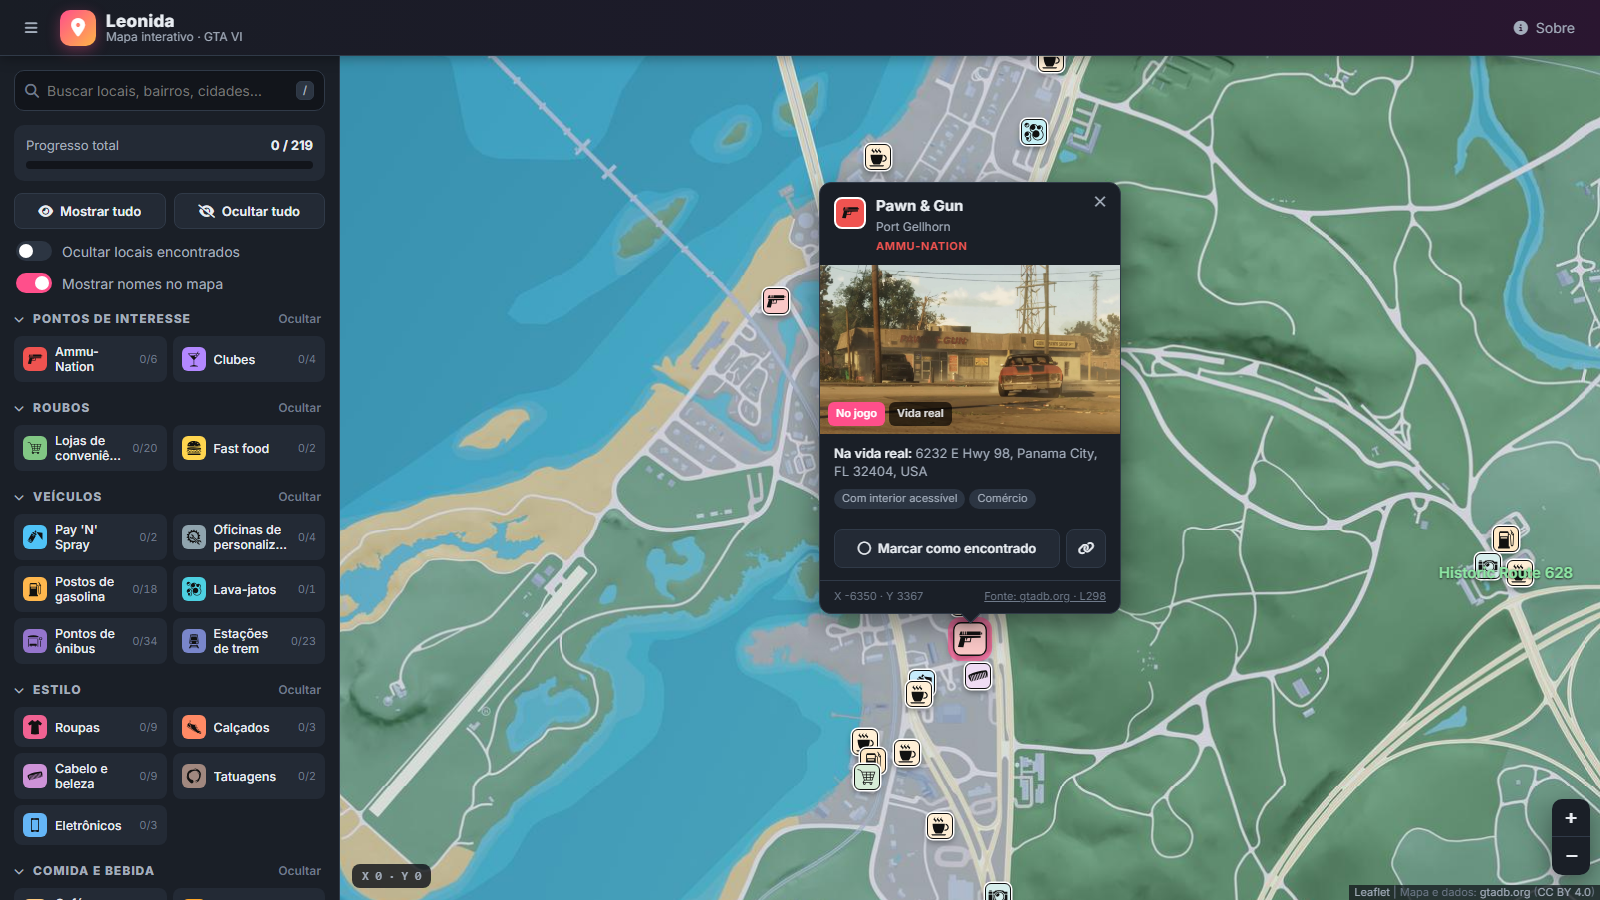 Leonida
Mapa interativo · GTA VI
Sobre
Buscar locais, bairros, cidades...
/
Progresso total
0 / 219
Mostrar tudo
Ocultar tudo
Ocultar locais encontrados
Mostrar nomes no mapa
PONTOS DE INTERESSE
Ocultar
Ammu-
Nation
0/6
Clubes
0/4
ROUBOS
Ocultar
Lojas de
conveniê...
0/20
Fast food
0/2
VEÍCULOS
Ocultar
Pay 'N'
Spray
0/2
Oficinas de
personaliz...
0/4
Postos de
gasolina
0/18
Lava-jatos
0/1
Pontos de
ônibus
0/34
Estações
de trem
0/23
ESTILO
Ocultar
Roupas
0/9
Calçados
0/3
Cabelo e
beleza
0/9
Tatuagens
0/2
Eletrônicos
0/3
COMIDA E BEBIDA
Ocultar
Pawn & Gun
Port Gellhorn
AMMU-NATION
PAWN & GUN
No jogo
Vida real
Na vida real: 6232 E Hwy 98, Panama City,
FL 32404, USA
Com interior acessível
Comércio
Marcar como encontrado
X -6350 · Y 3367
Fonte: gtadb.org · L298
Historic Route 628
X 0 · Y 0
+
−
Leaflet | Mapa e dados: gtadb.org (CC BY 4.0)